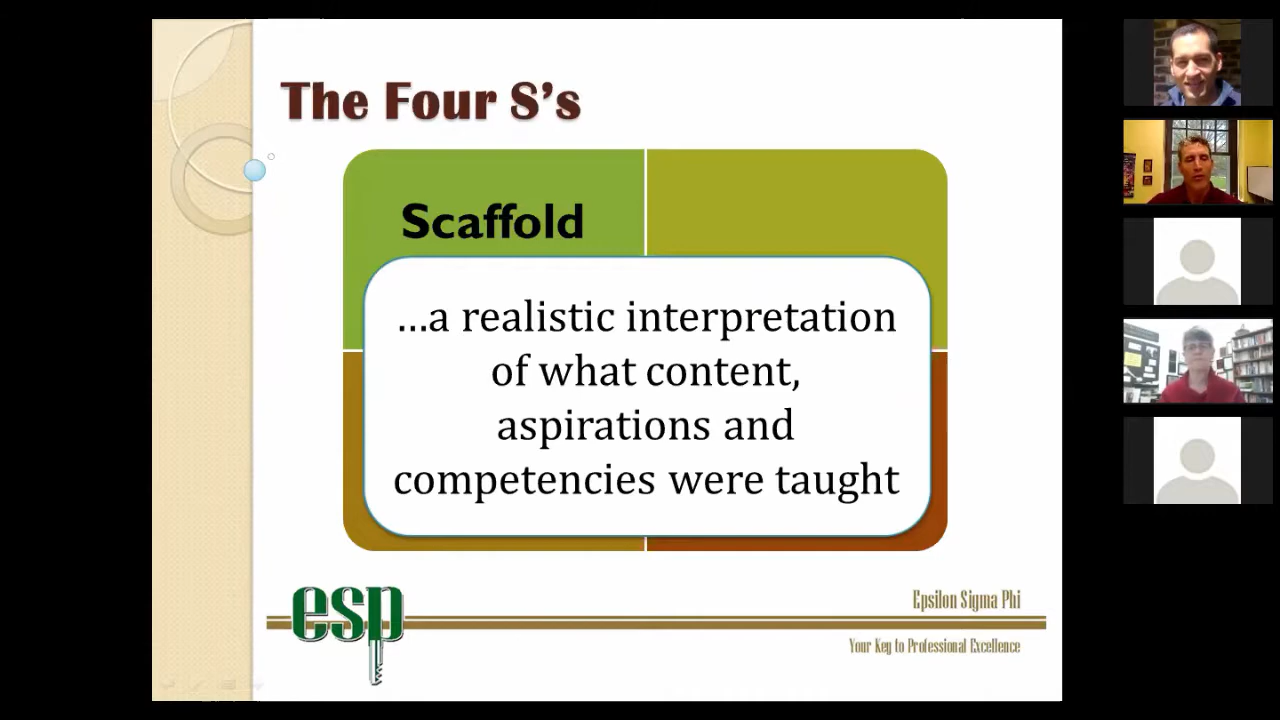 The Four S's
Scaffold
...a realistic interpretation
of what content,
aspirations and
competencies were taught
esp
Epsilon Sigma Phi
Your Key to Professional Excellence